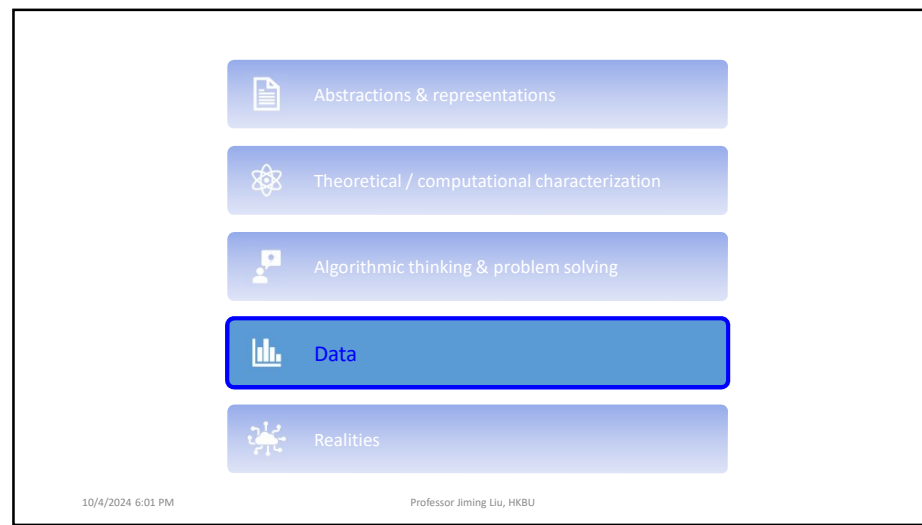 Abstractions & representations
Theoretical / computational characterization
Algorithmic thinking & problem solving
Data
Realities
10/4/2024 6:01 PM
Professor Jiming Liu, HKBU